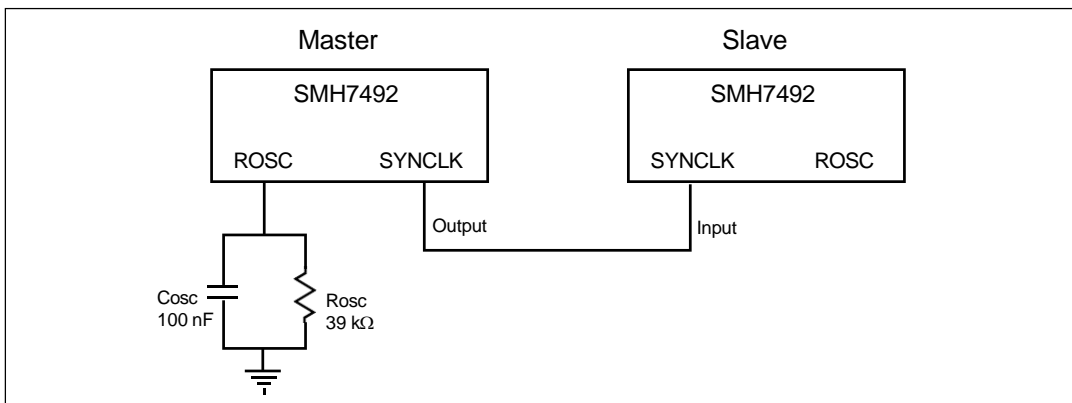 Master
Slave
SMH7492
SMH7492
ROSC
SYNCLK
SYNCLK
ROSC
Output
Input
Cosc
100 nF
Rosc
39 kΩ